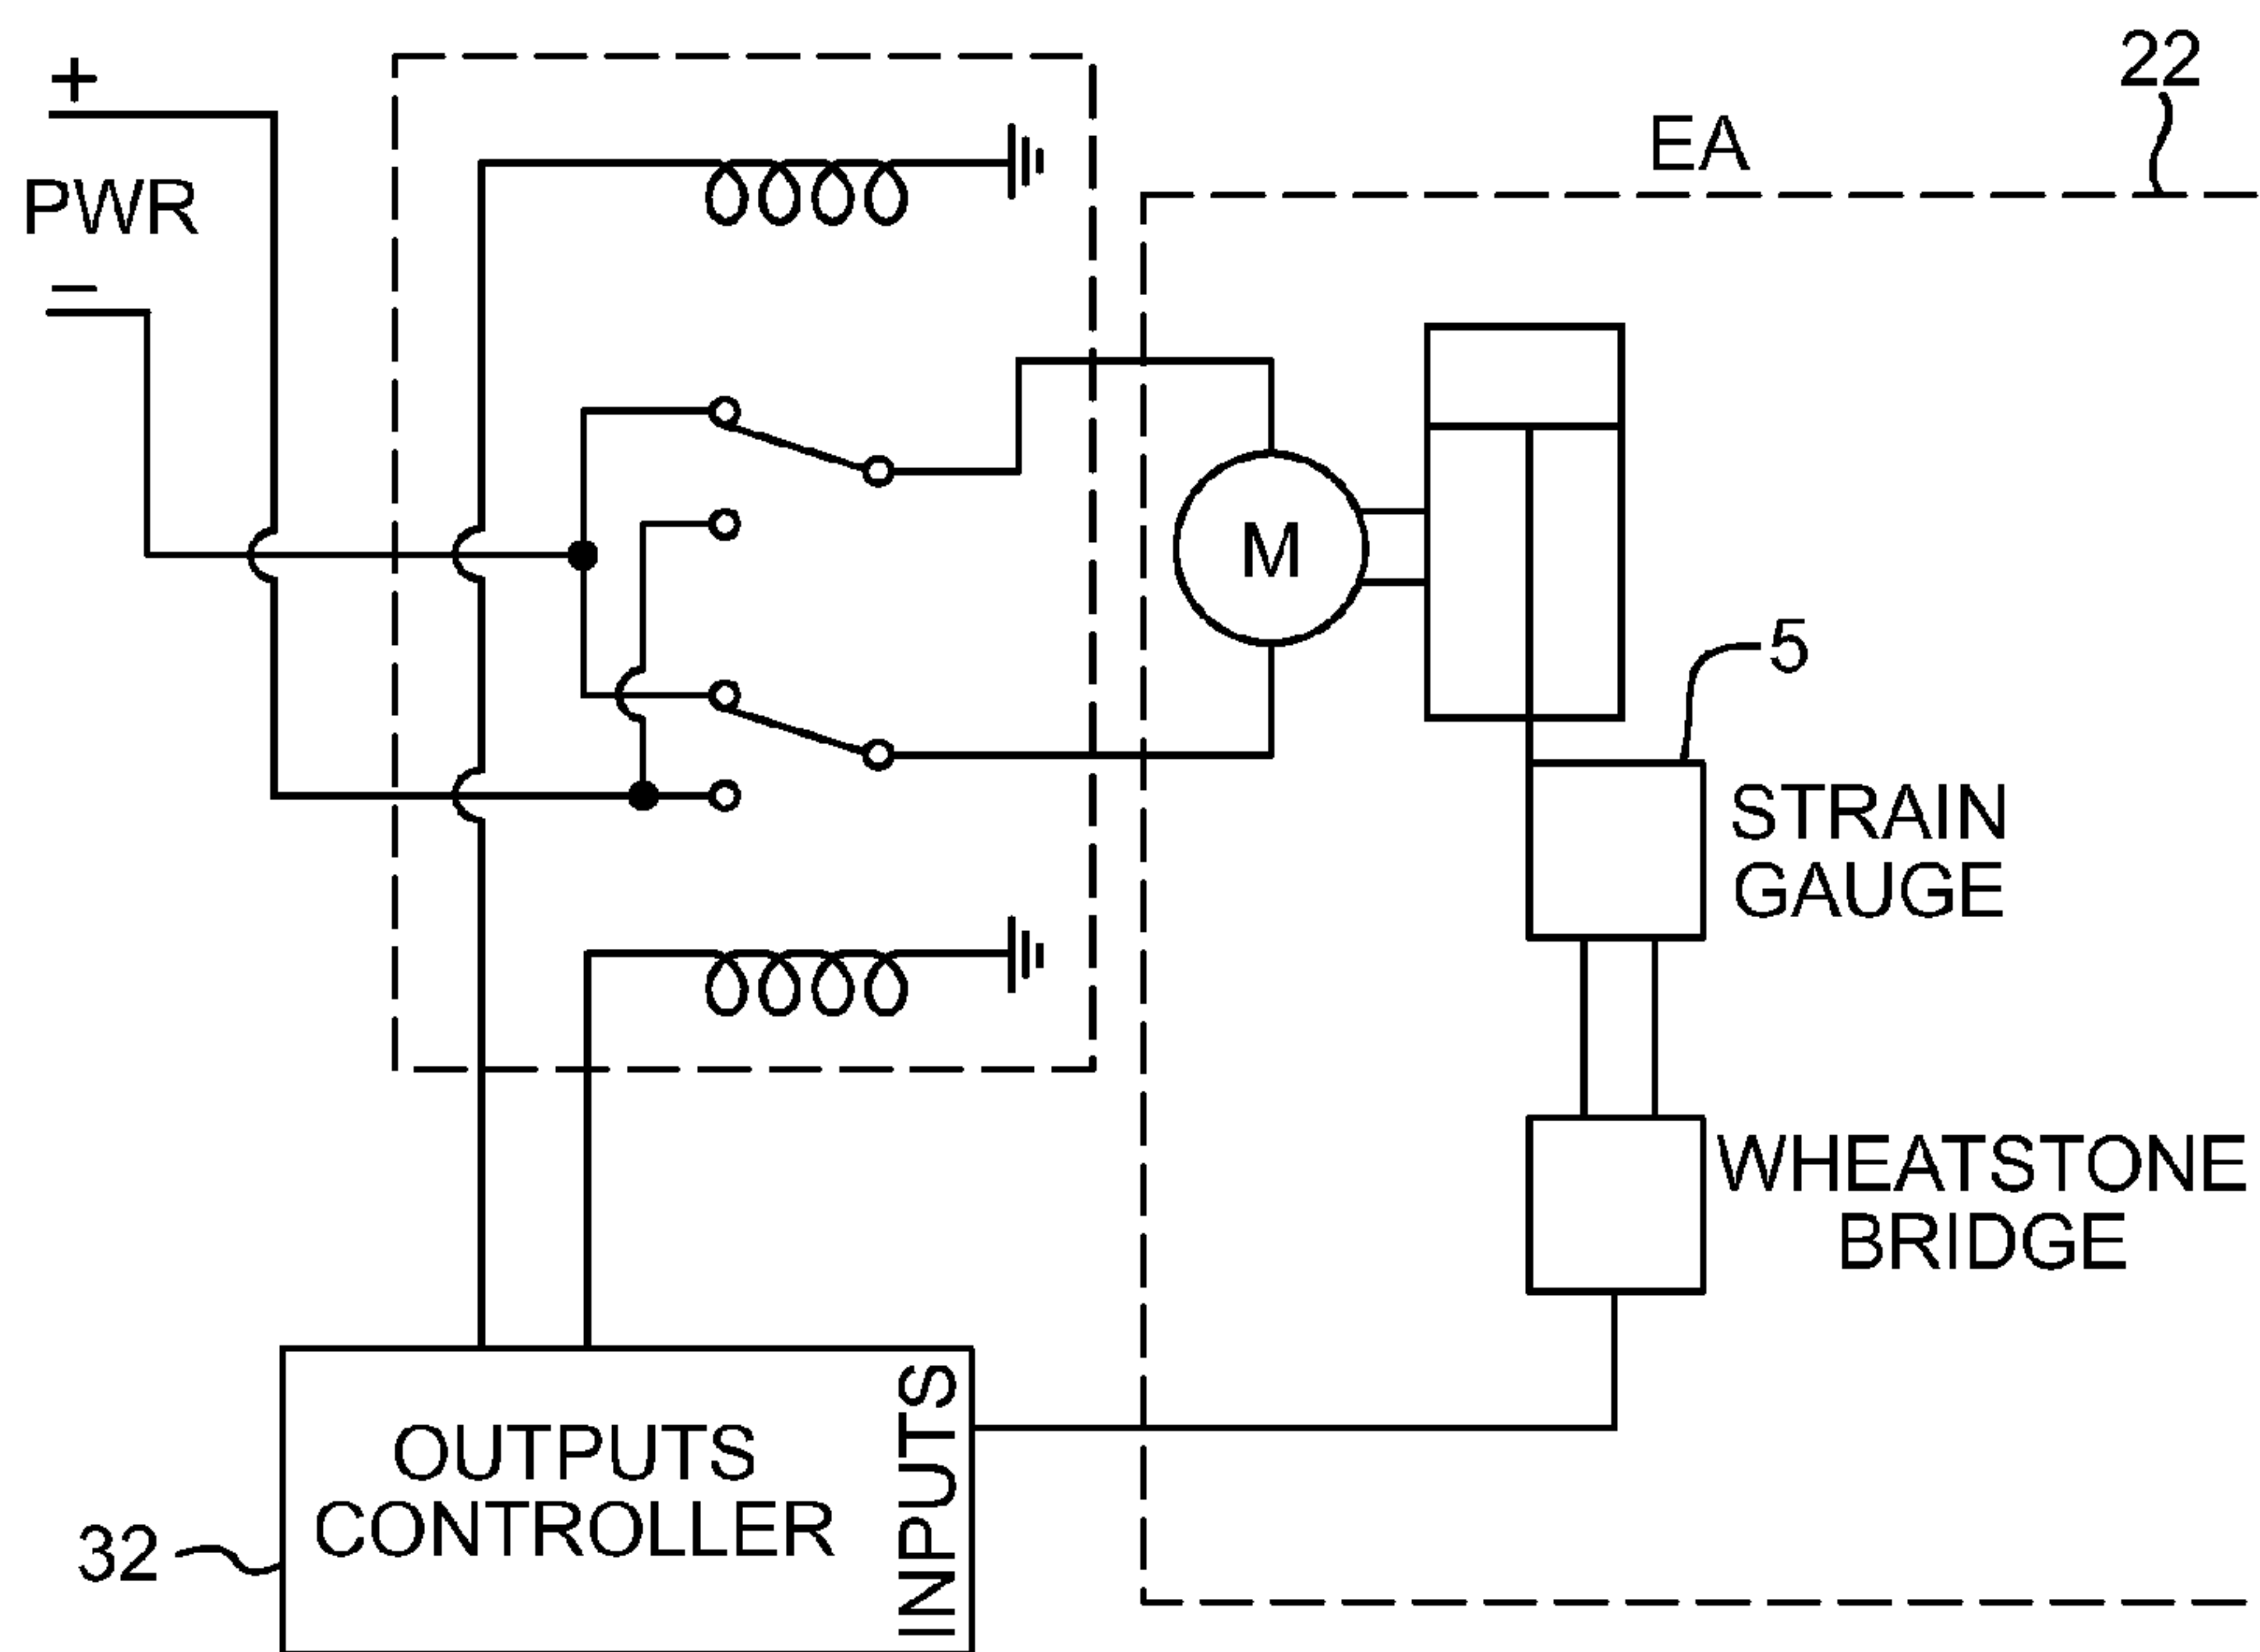 +
PWR
−
EA
22
M
5
STRAIN
GAUGE
WHEATSTONE
BRIDGE
OUTPUTS
CONTROLLER
INPUTS
32